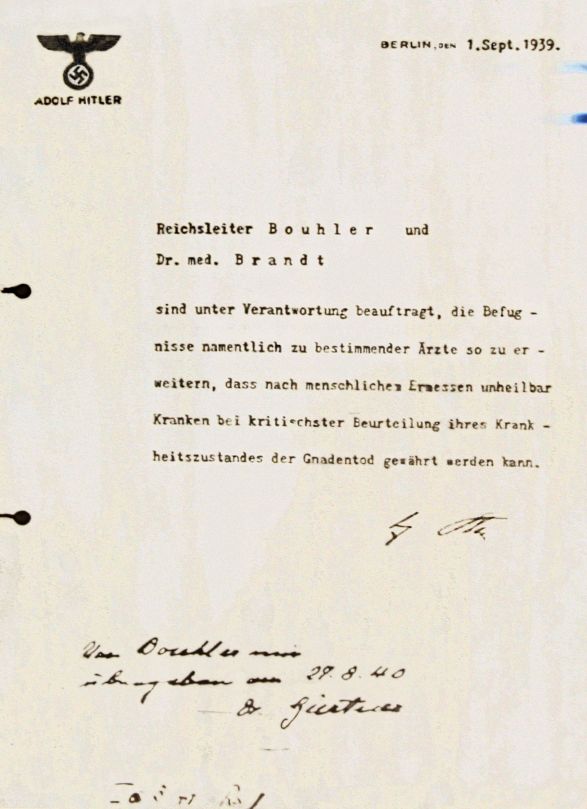 BERLIN, DEN 1.Sept.1939.
ADOLF HITLER
Reichsleiter Bouhler und
Dr. med. Brandt
sind unter Verantwortung beauftragt, die Befug -
nisse namentlich zu bestimmender Ärzte so zu er -
weitern, dass nach menschlichem Ermessen unheilbar
Kranken bei kritischster Beurteilung ihres Krank -
heitszustandes der Gnadentod gewährt werden kann.
Von Bouhler mir
übergeben am 27.8.40
Dr. Gürtner